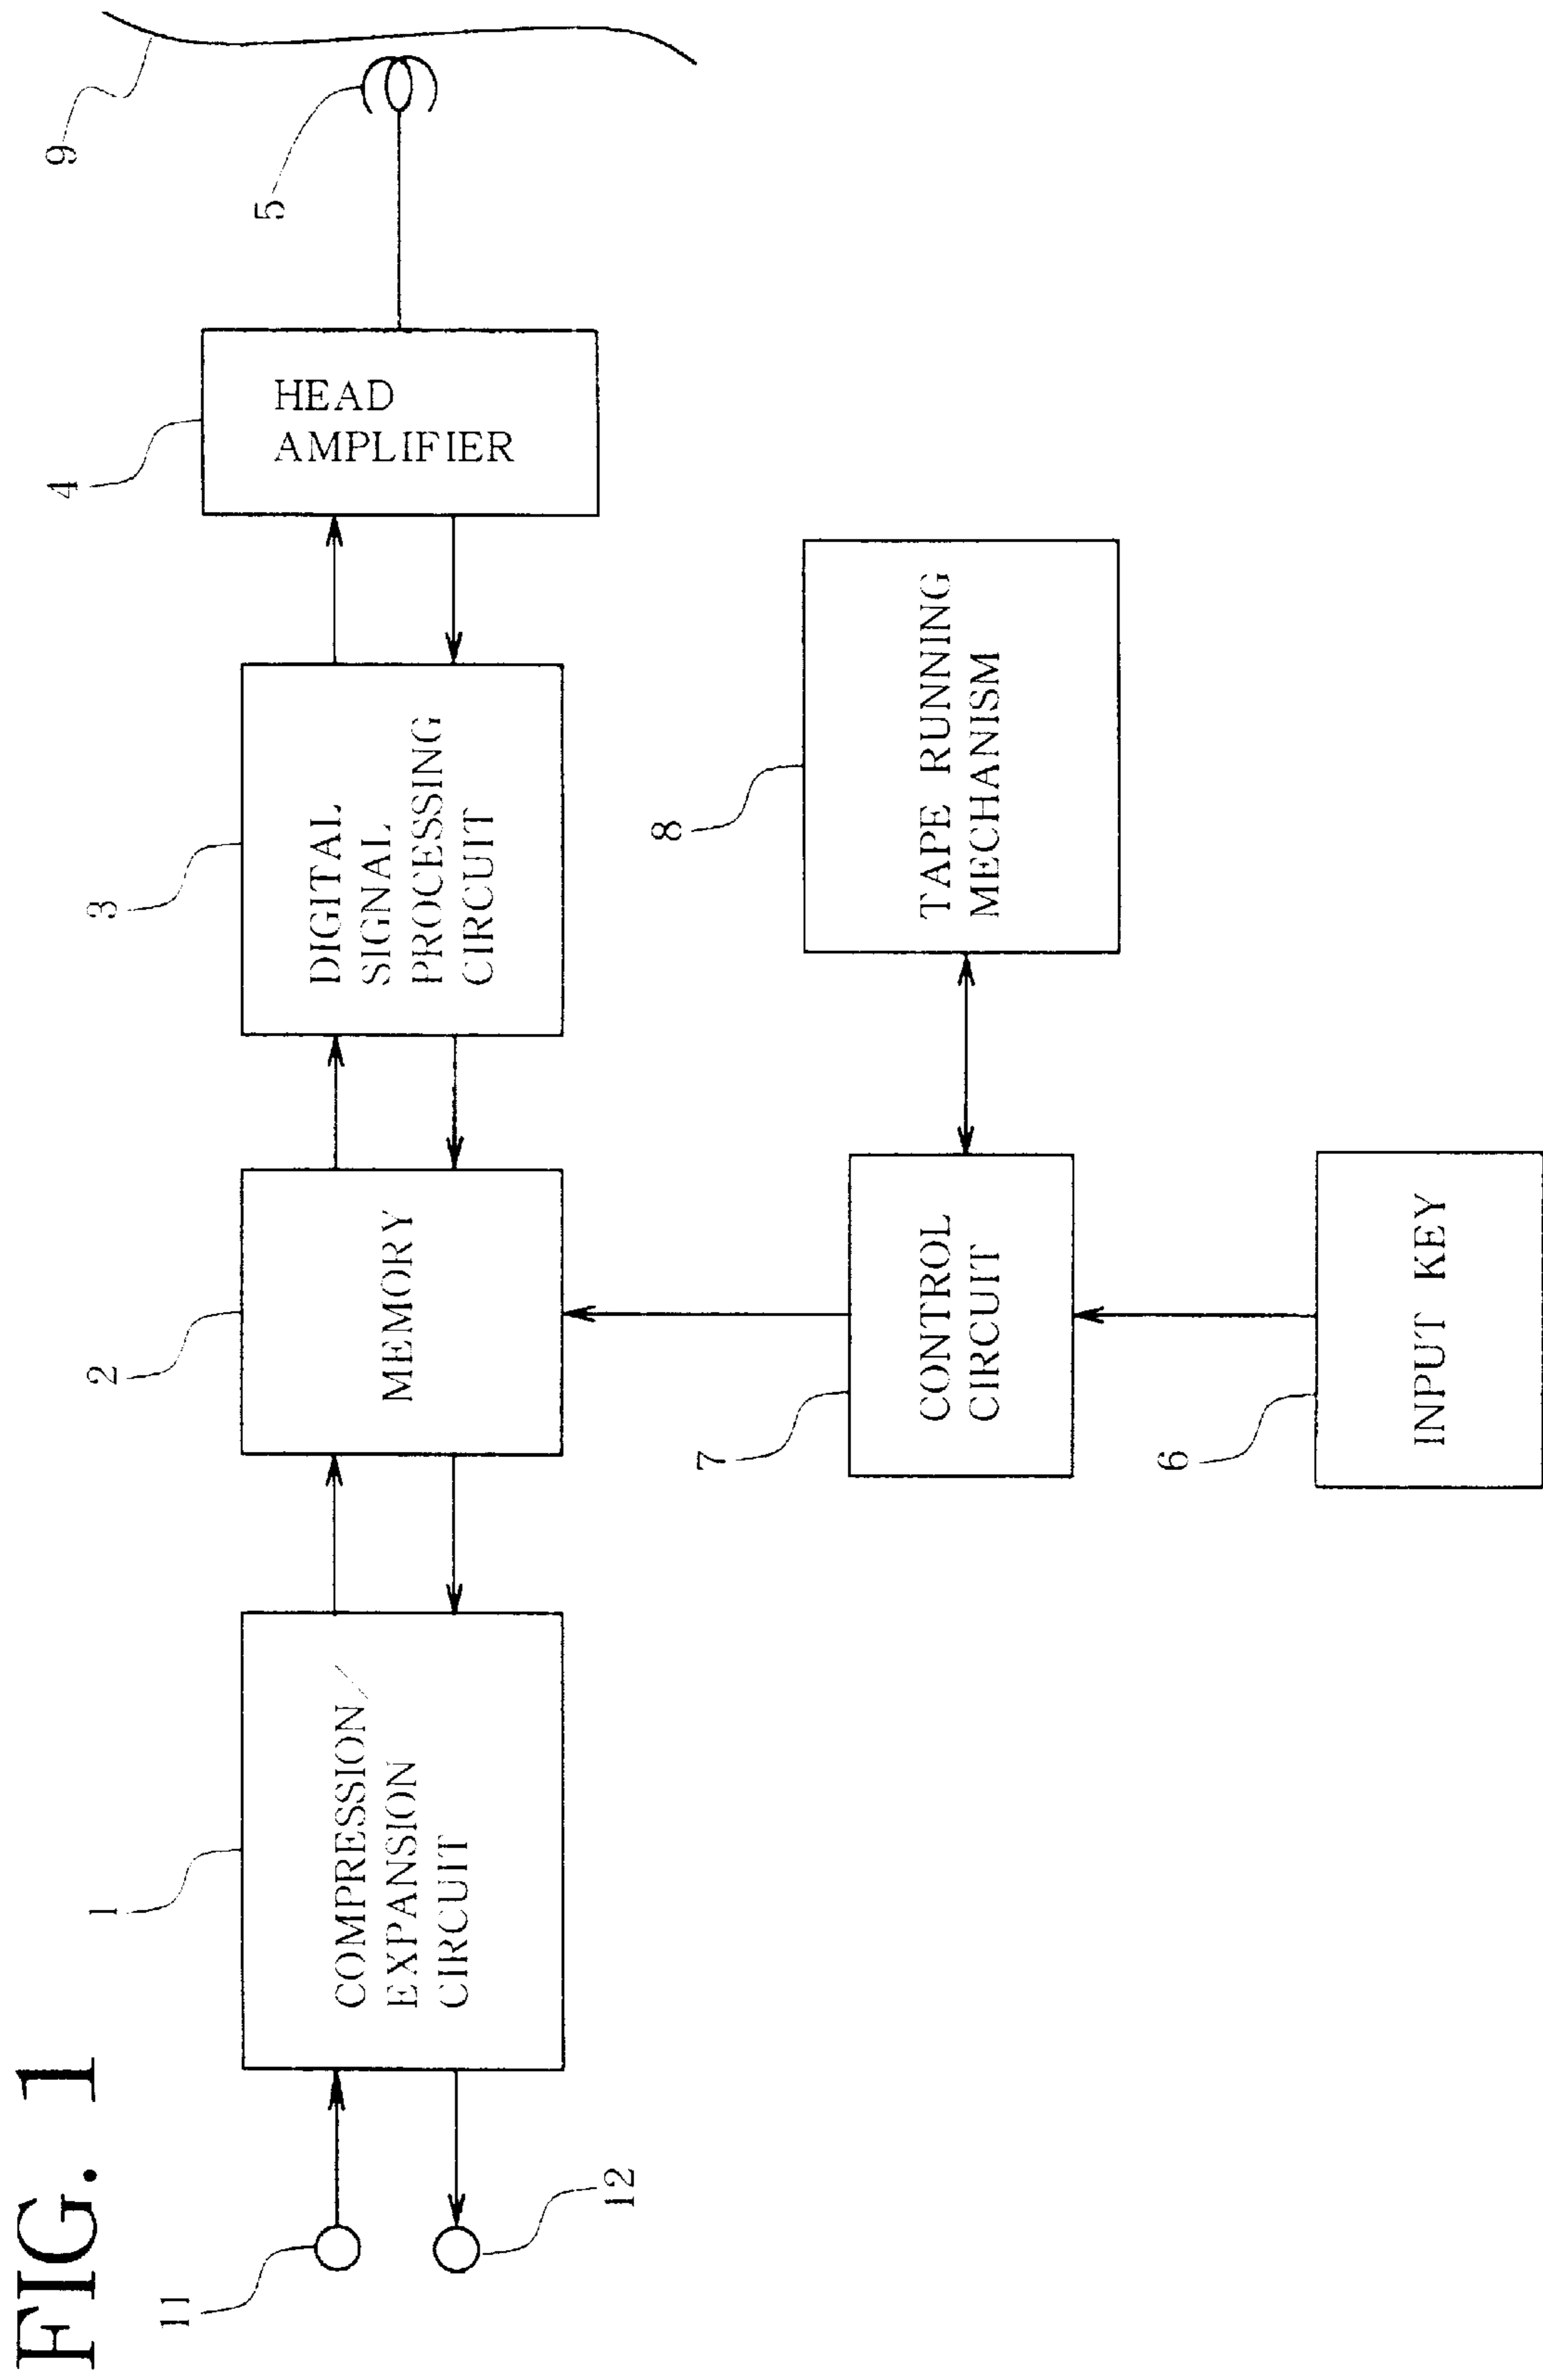 FIG. 1
11
12
1
COMPRESSION/
EXPANSION
CIRCUIT
2
MEMORY
3
DIGITAL
SIGNAL
PROCESSING
CIRCUIT
4
HEAD
AMPLIFIER
5
9
7
CONTROL
CIRCUIT
8
TAPE RUNNING
MECHANISM
6
INPUT KEY